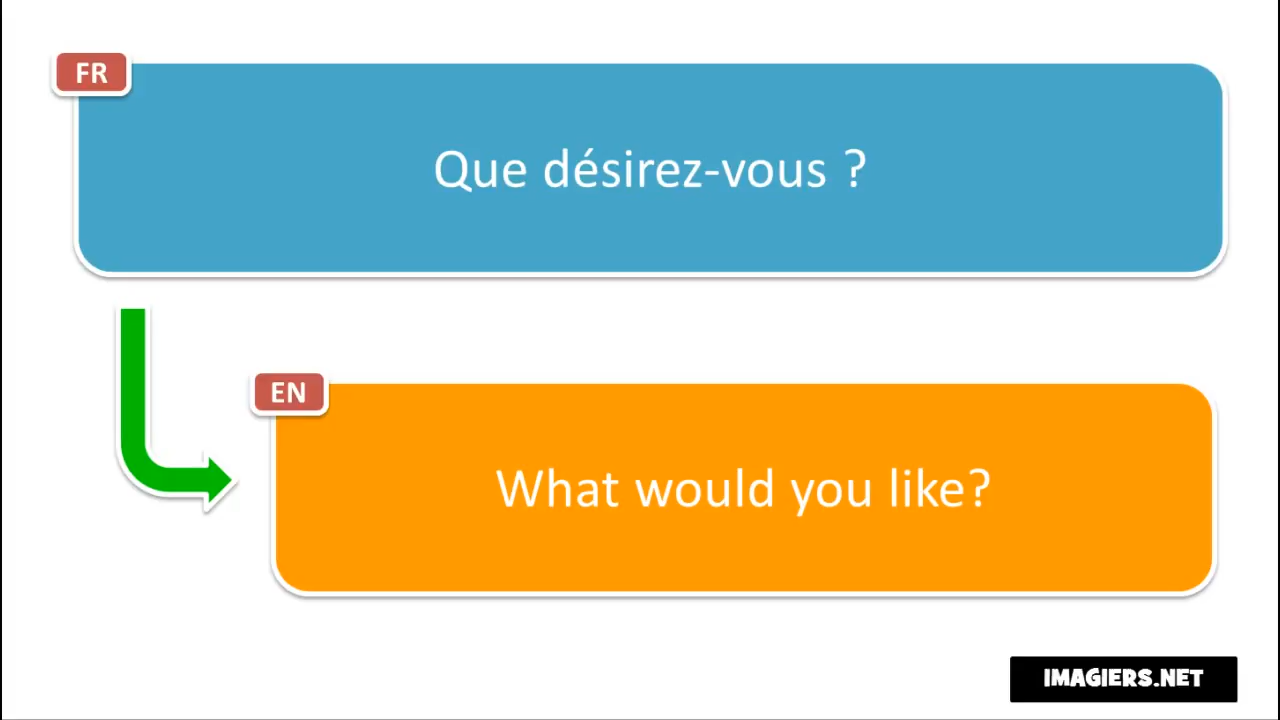 FR
Que désirez-vous ?
EN
What would you like?
IMAGIERS.NET